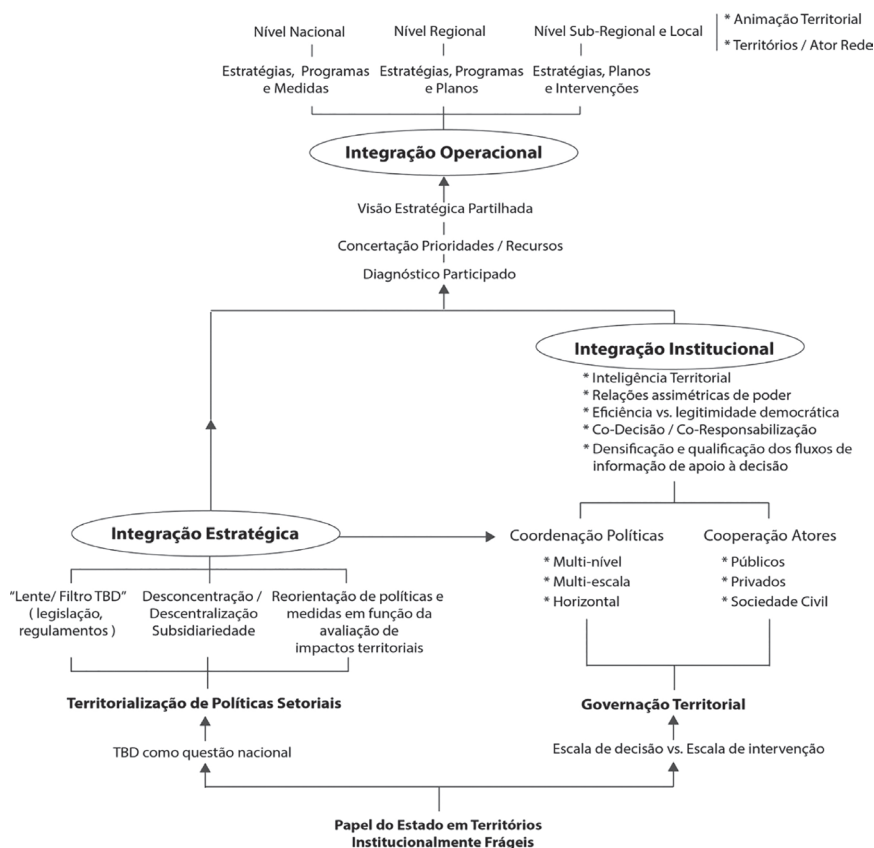 Nível Nacional
Nível Regional
Nível Sub-Regional e Local
* Animação Territorial
* Territórios / Ator Rede
Estratégias, Programas
e Medidas
Estratégias, Programas
e Planos
Estratégias, Planos
e Intervenções
Integração Operacional
Visão Estratégica Partilhada
Concertação Prioridades / Recursos
Diagnóstico Participado
Integração Institucional
* Inteligência Territorial
* Relações assimétricas de poder
* Eficiência vs. legitimidade democrática
* Co-Decisão / Co-Responsabilização
* Densificação e qualificação dos fluxos de
informação de apoio à decisão
Integração Estratégica
Coordenação Políticas
* Multi-nível
* Multi-escala
* Horizontal
Cooperação Atores
* Públicos
* Privados
* Sociedade Civil
"Lente/ Filtro TBD"
( legislação,
regulamentos )
Desconcentração /
Descentralização
Subsidiariedade
Reorientação de políticas e
medidas em função da
avaliação de
impactos territoriais
Territorialização de Políticas Setoriais
Governação Territorial
TBD como questão nacional
Escala de decisão vs. Escala de intervenção
Papel do Estado em Territórios
Institucionalmente Frágeis